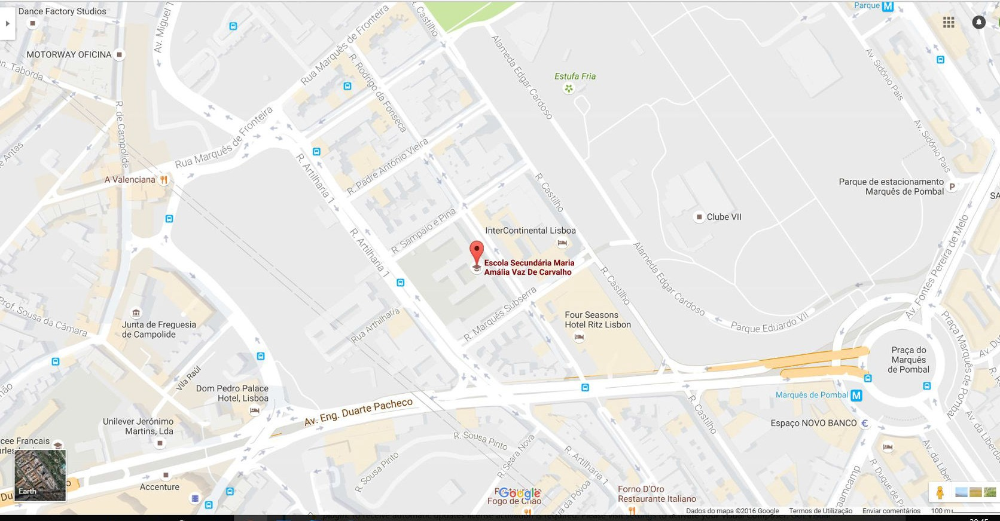 Dance Factory Studios
Av. Miguel T
R. Castilho
Parque M
MOTORWAY OFICINA
Rua Marquês de Fronteira
R. Rodrigo da Fonseca
Alameda Edgar Cardoso
Estufa Fria
Av. Sidónio Pais
en. Taborda
R. de Campolide
Rua Marquês de Fronteira
Av. Sidónio Pais
e Antas
A Valenciana
R. Artilharia 1
R. Padre António Vieira
R. Castilho
Parque de estacionamento
Marquês de Pombal
P
SA
Clube VII
R. Sampaio e Pina
InterContinental Lisboa
R. Artilharia 1
Escola Secundária Maria
Amália Vaz De Carvalho
R. Castilho
Alameda Edgar Cardoso
Av. Fontes Pereira de Melo
Prof. Sousa da Câmara
Junta de Freguesia
de Campolide
Rua Arthilharia
R. Marquês Subserra
Four Seasons
Hotel Ritz Lisbon
Parque Eduardo VII
Praça Marquês de Pombal
Praça do
Marquês
de Pombal
Av. Du
Vila Raúl
Dom Pedro Palace
Hotel, Lisboa
Marquês de Pombal M
Av. Eng. Duarte Pacheco
R. Castilho
Unilever Jerónimo
Martins, Lda
Espaço NOVO BANCO €
Av. da Liber
cee Francais
R. Sousa Pinto
R. Seara Nova
R. Artilharia 1
Av. da Liber
R. Sousa Pinto
R. Duque de P
Earth
Accenture
Google
Fogo de Chão
da Póvoa
Forno D'Oro
Restaurante Italiano
Dados do mapa ©2016 Google
Termos de Utilização
Enviar comentários
100 m